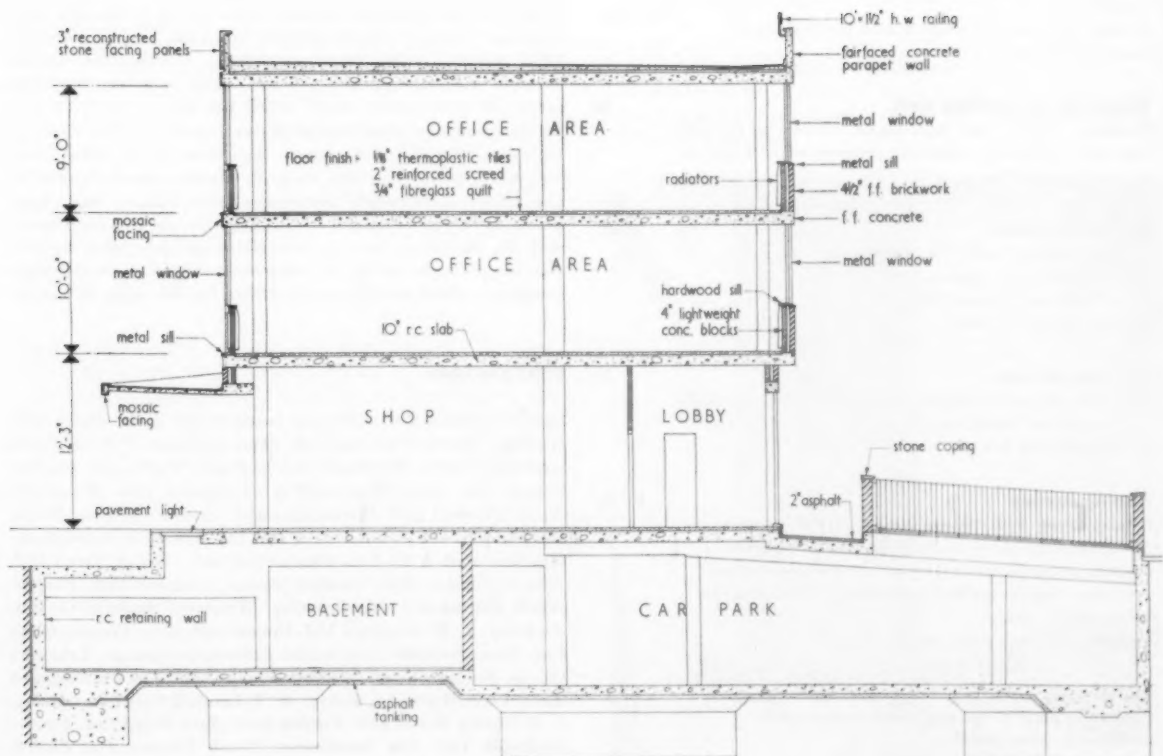 3" reconstructed
stone facing panels
10" × 1 1/2" h.w railing
fairfaced concrete
parapet wall
9'-0"
OFFICE AREA
metal window
floor finish = 1/8" thermoplastic tiles
2" reinforced screed
3/4" fibreglass quilt
radiators
metal sill
4 1/2" f.f. brickwork
f.f. concrete
mosaic
facing
10'-0"
OFFICE AREA
metal window
metal window
hardwood sill
4" lightweight
conc. blocks
metal sill
10" r.c. slab
mosaic
facing
12'-3"
SHOP
LOBBY
stone coping
2" asphalt
pavement light
r.c. retaining wall
BASEMENT
CAR PARK
asphalt
tanking